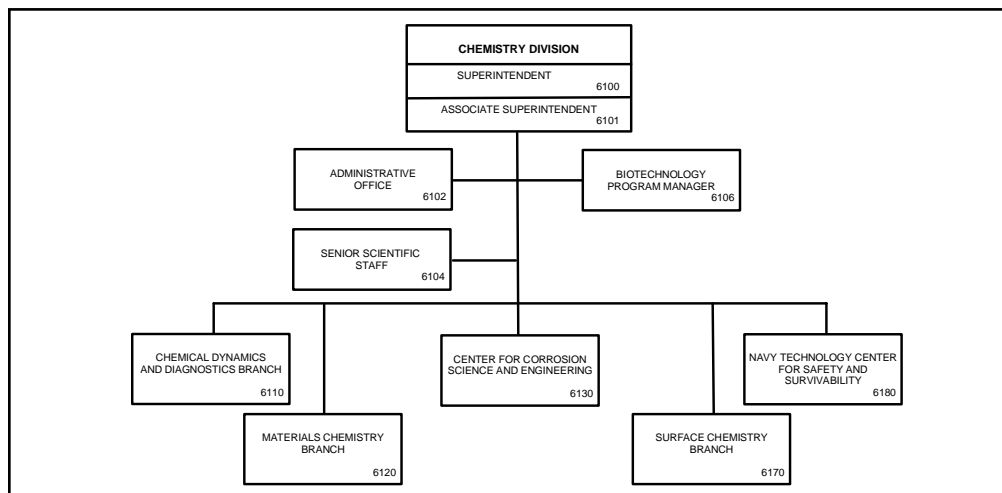 CHEMISTRY DIVISION
SUPERINTENDENT
6100
ASSOCIATE SUPERINTENDENT
6101
ADMINISTRATIVE
OFFICE
6102
BIOTECHNOLOGY
PROGRAM MANAGER
6106
SENIOR SCIENTIFIC
STAFF
6104
CHEMICAL DYNAMICS
AND DIAGNOSTICS BRANCH
6110
CENTER FOR CORROSION
SCIENCE AND ENGINEERING
6130
NAVY TECHNOLOGY CENTER
FOR SAFETY AND
SURVIVABILITY
6180
MATERIALS CHEMISTRY
BRANCH
6120
SURFACE CHEMISTRY
BRANCH
6170